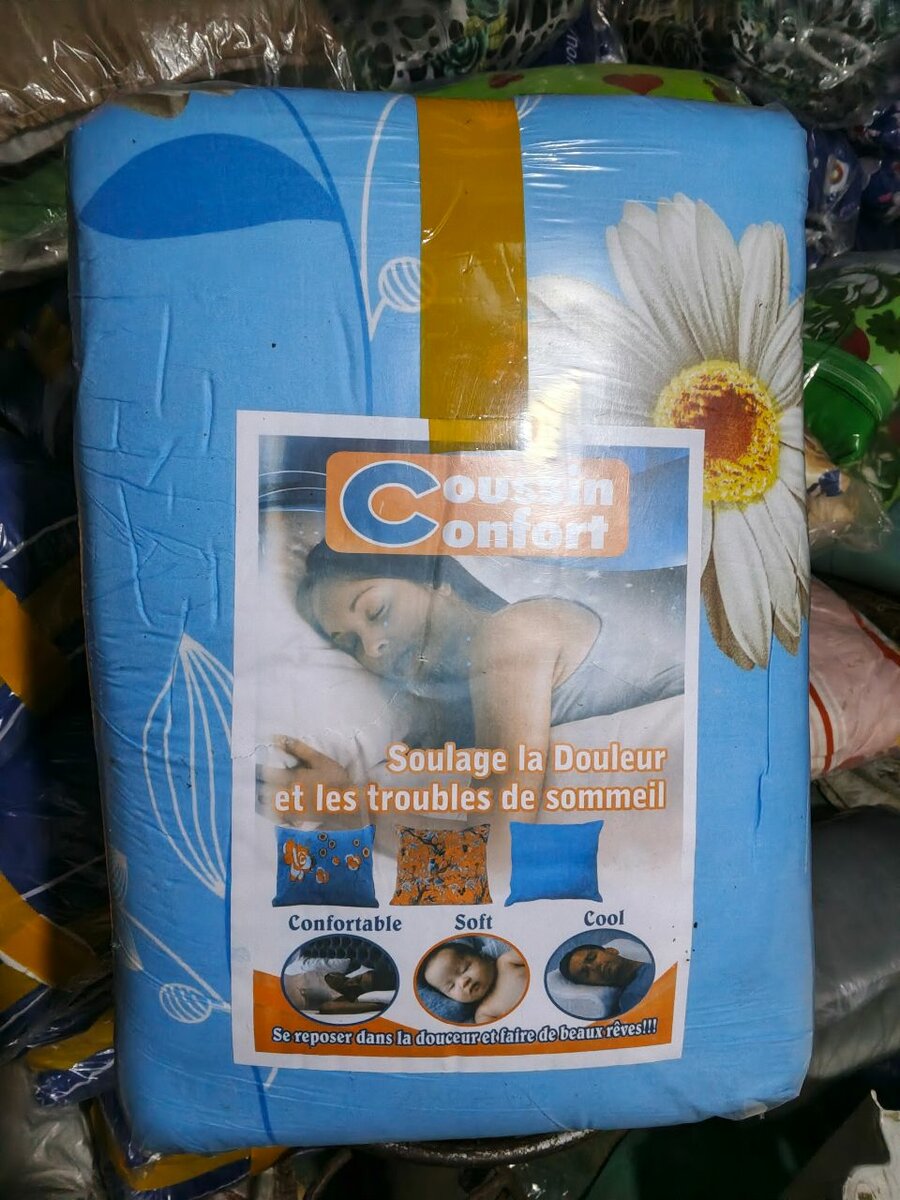 Coussin
Confort
Soulage la Douleur
et les troubles de sommeil
Confortable Soft Cool
Se reposer dans la douceur et faire de beaux rêves!!!